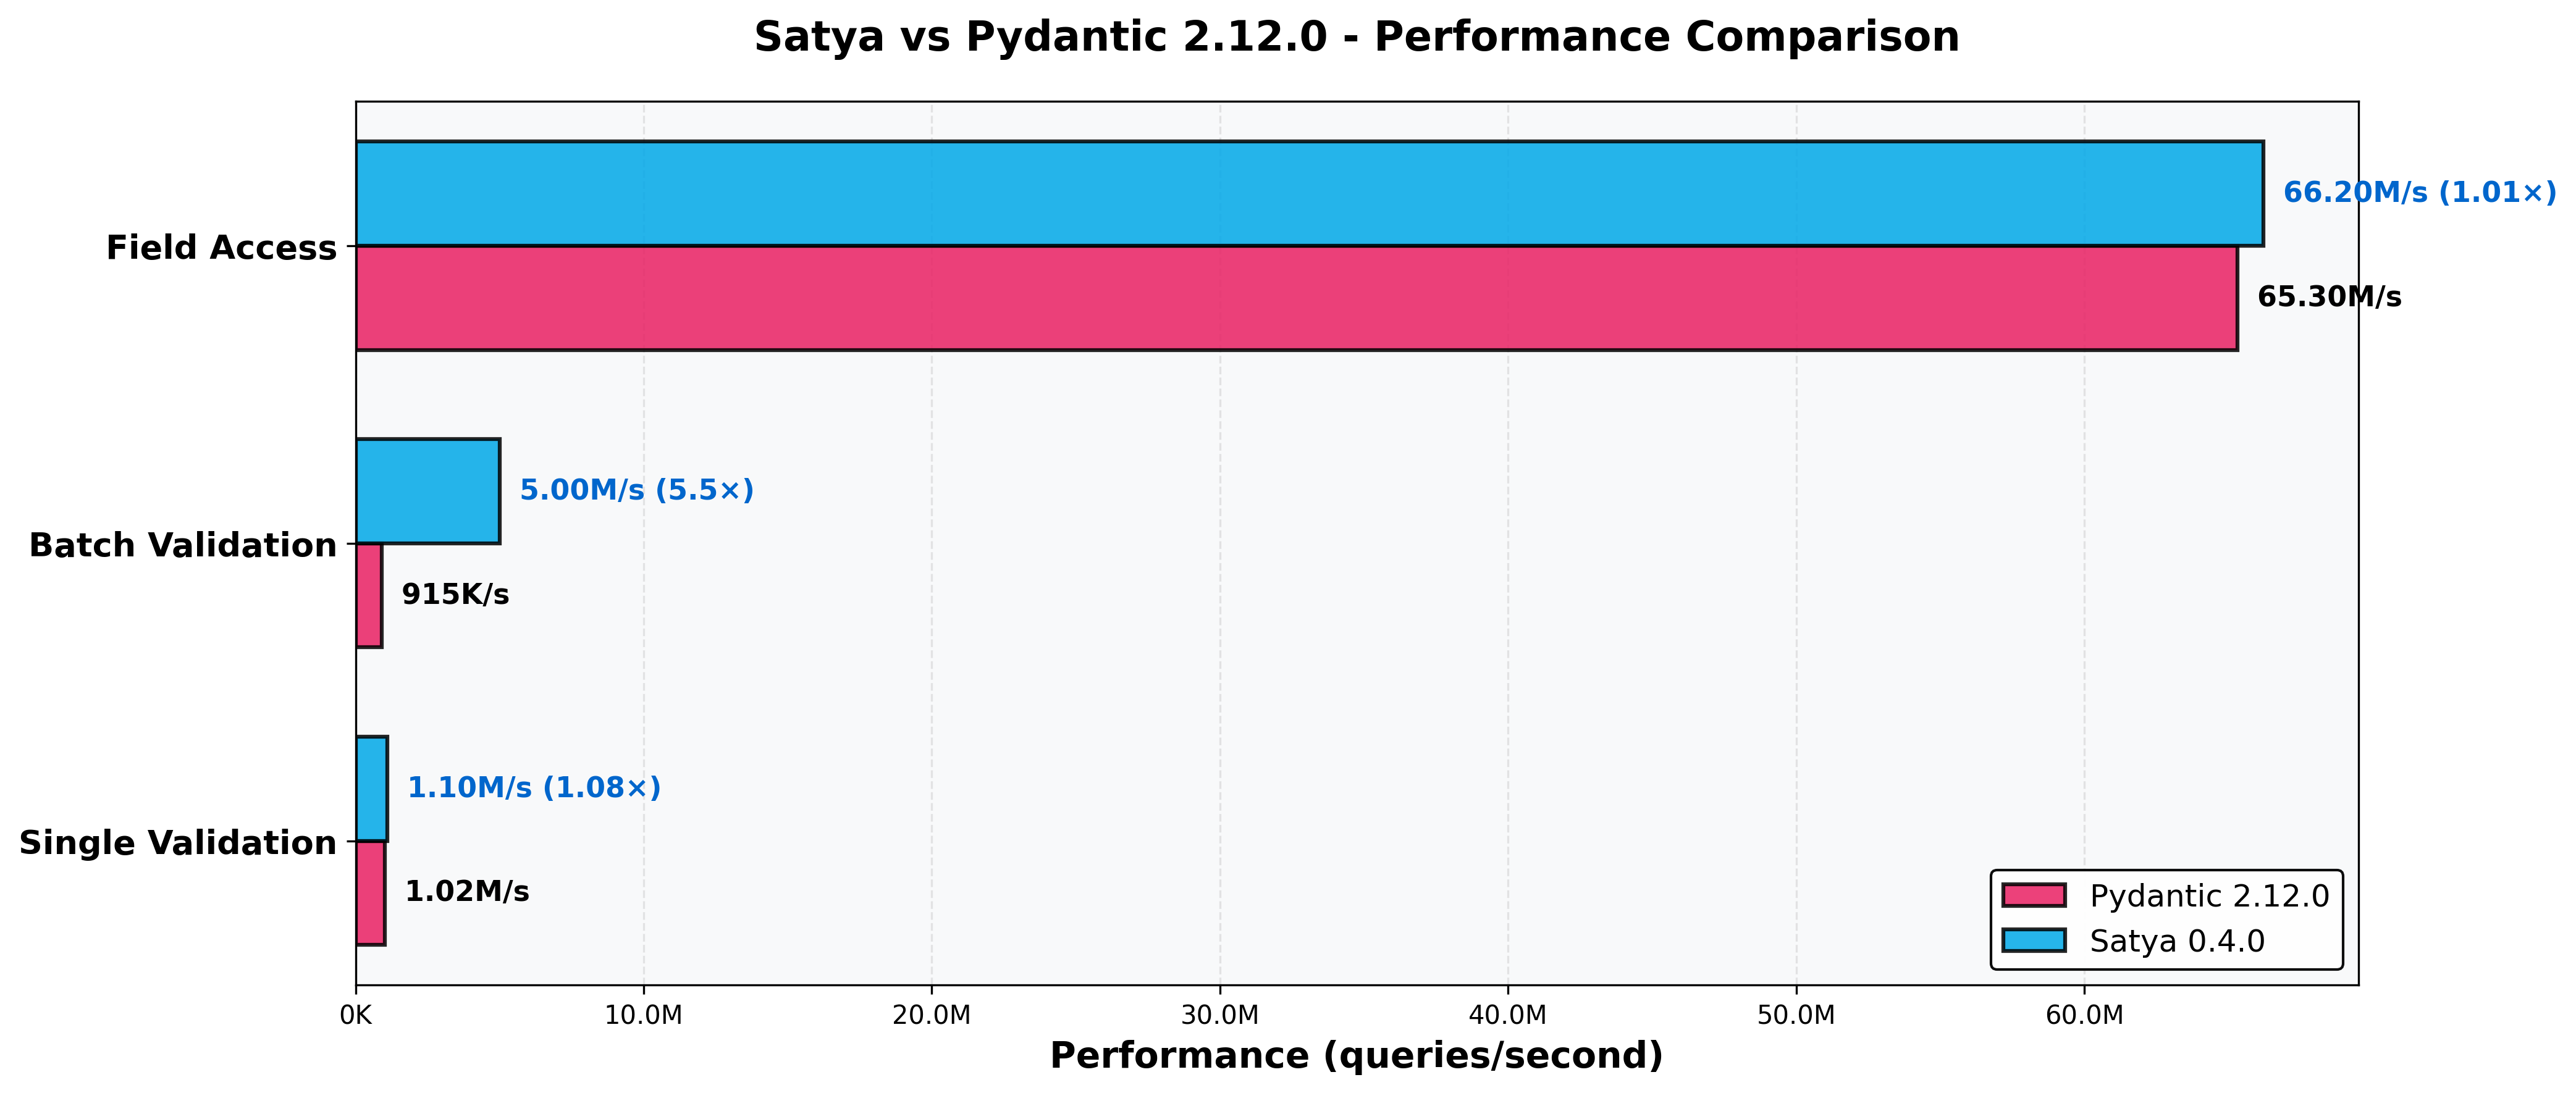 Satya vs Pydantic 2.12.0 - Performance Comparison
Field Access
66.20M/s (1.01×)
65.30M/s
Batch Validation
5.00M/s (5.5×)
915K/s
Single Validation
1.10M/s (1.08×)
1.02M/s
Pydantic 2.12.0
Satya 0.4.0
0K 10.0M 20.0M 30.0M 40.0M 50.0M 60.0M
Performance (queries/second)